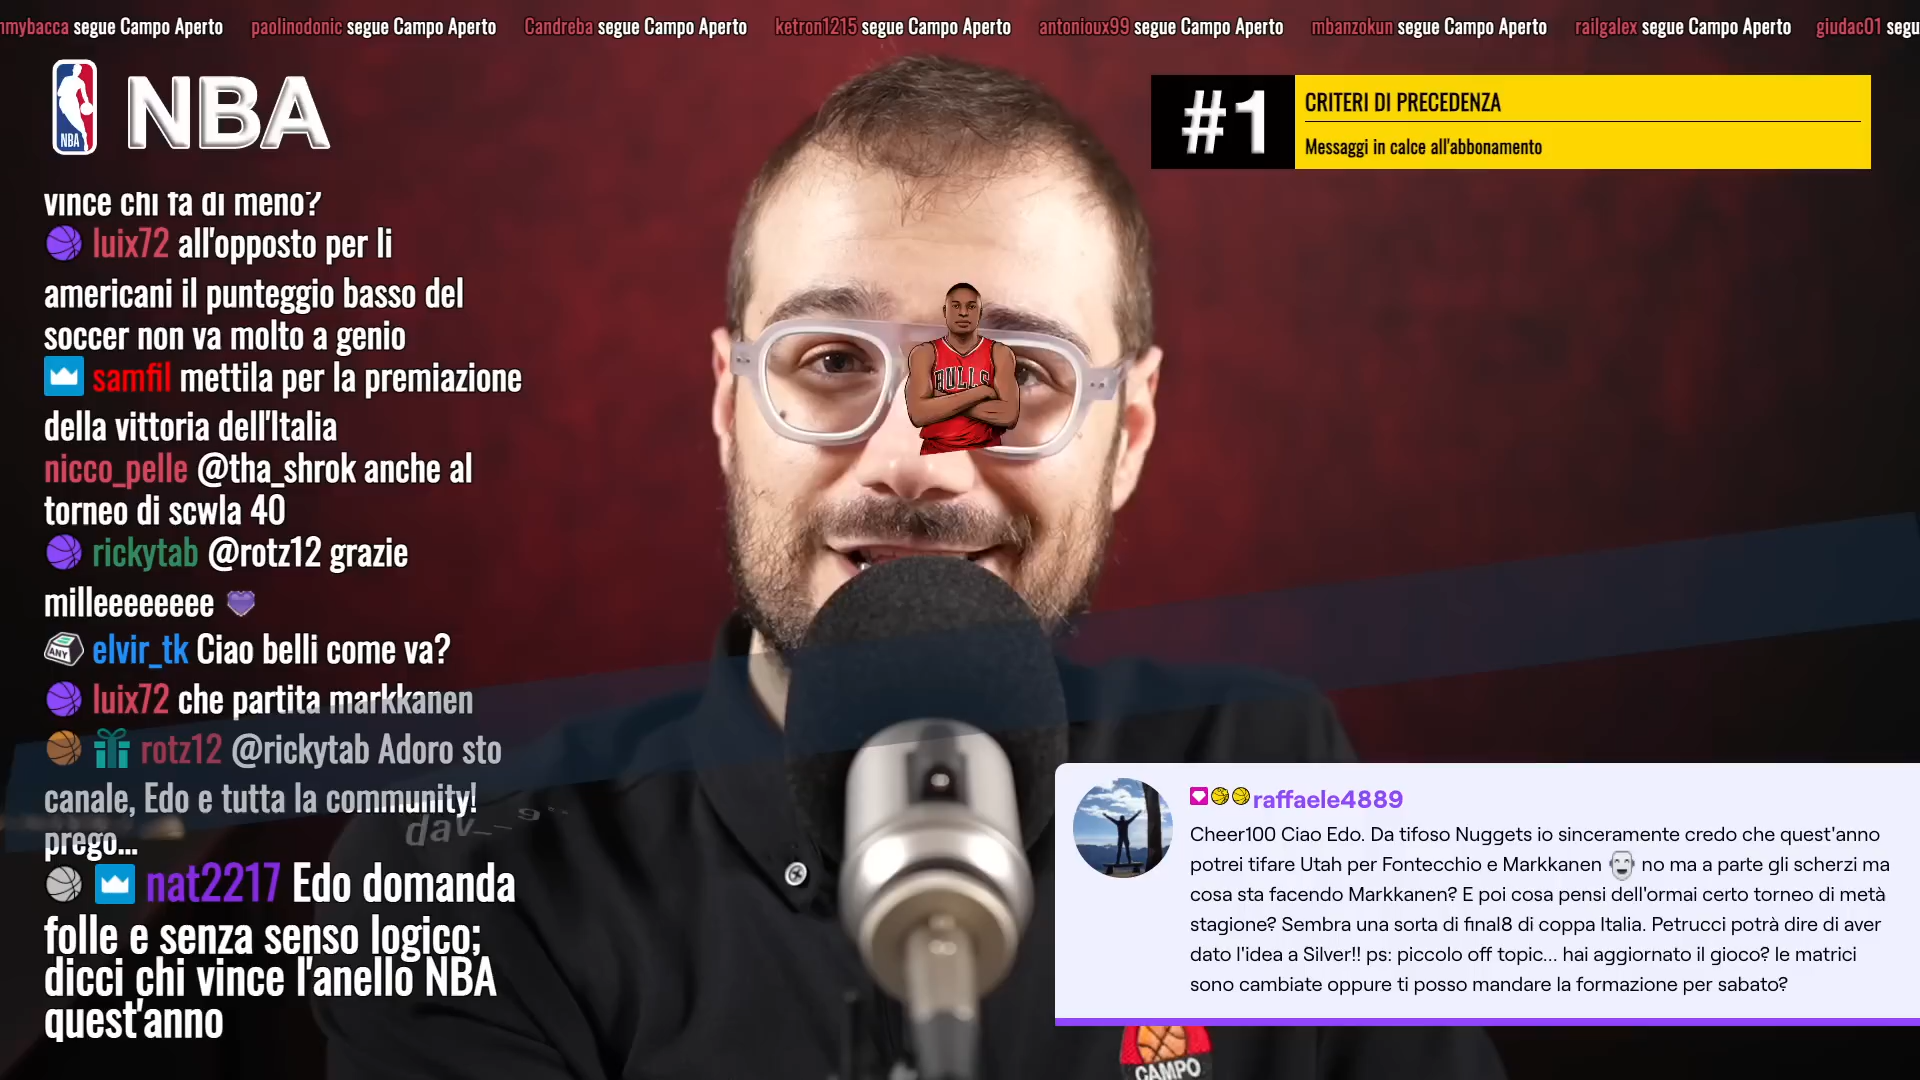 mybacca segue Campo Aperto paolinodonic segue Campo Aperto Candreba segue Campo Aperto ketron1215 segue Campo Aperto antonioux99 segue Campo Aperto mbanzokun segue Campo Aperto railgalex segue Campo Aperto giudac01
NBA
NBA
#1
CRITERI DI PRECEDENZA
Messaggi in calce all'abbonamento
vince chi fa di meno?
luix72 all'opposto per li
americani il punteggio basso del
soccer non va molto a genio
samfil mettila per la premiazione
della vittoria dell'Italia
nicco_pelle @tha_shrok anche al
torneo di scwla 40
rickytab @rotz12 grazie
milleeeeeeee
ANY elvir_tk Ciao belli come va?
luix72 che partita markkanen
rotz12 @rickytab Adoro sto
canale, Edo e tutta la community!
prego...
nat2217 Edo domanda
folle e senza senso logico;
dicci chi vince l'anello NBA
quest'anno
BULLS
raffaele4889
Cheer100 Ciao Edo. Da tifoso Nuggets io sinceramente credo che quest'anno
potrei tifare Utah per Fontecchio e Markkanen no ma a parte gli scherzi ma
cosa sta facendo Markkanen? E poi cosa pensi dell'ormai certo torneo di metà
stagione? Sembra una sorta di final8 di coppa Italia. Petrucci potrà dire di aver
dato l'idea a Silver!! ps: piccolo off topic... hai aggiornato il gioco? le matrici
sono cambiate oppure ti posso mandare la formazione per sabato?
CAMPO